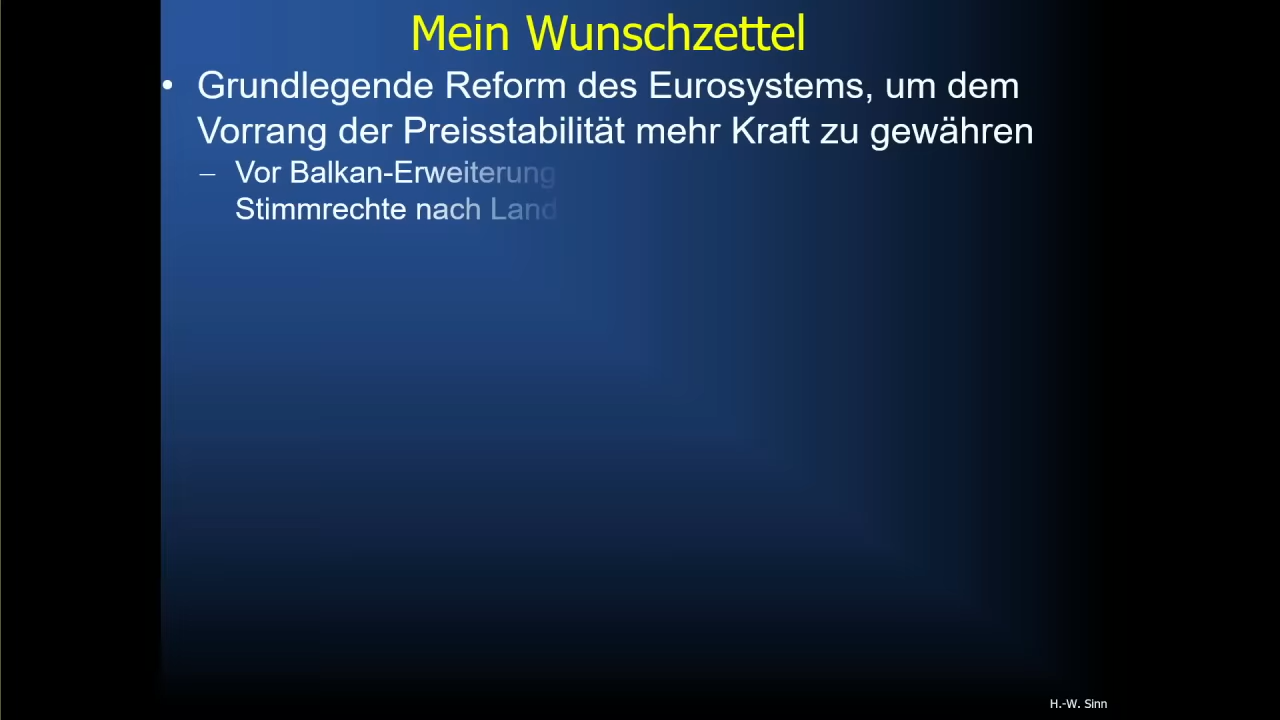 Mein Wunschzettel
• Grundlegende Reform des Eurosystems, um dem
Vorrang der Preisstabilität mehr Kraft zu gewähren
– Vor Balkan-Erweiterung
Stimmrechte nach Land
H.-W. Sinn